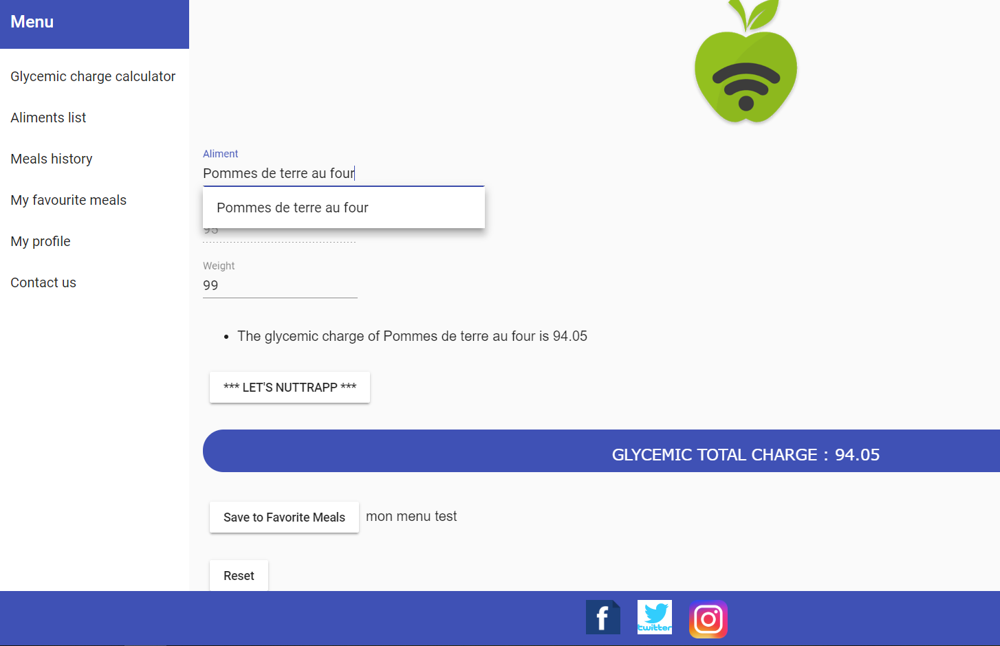 Menu
Glycemic charge calculator
Aliments list
Meals history
My favourite meals
My profile
Contact us
Aliment
Pommes de terre au four
Pommes de terre au four
95
Weight
99
The glycemic charge of Pommes de terre au four is 94.05
*** LET'S NUTTRAPP ***
GLYCEMIC TOTAL CHARGE : 94.05
Save to Favorite Meals mon menu test
Reset
f
twitter